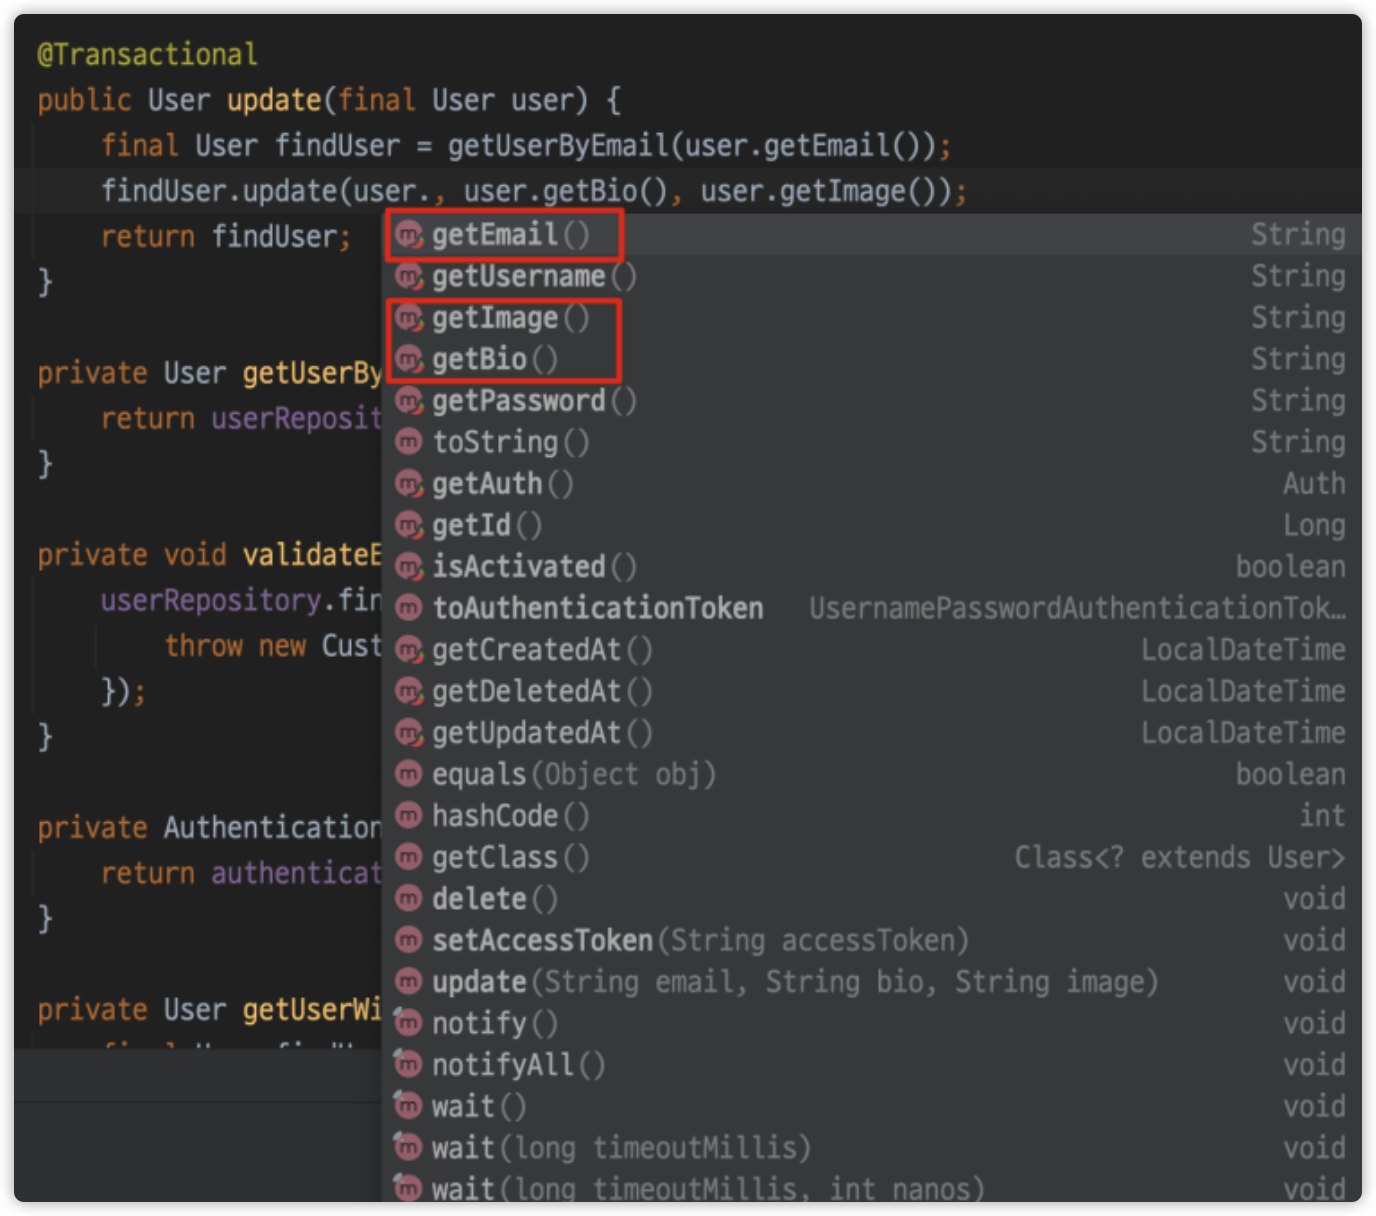 @Transactional
public User update(final User user) {
final User findUser = getUserByEmail(user.getEmail());
findUser.update(user., user.getBio(), user.getImage());
return findUser;
}
private User getUserBy
return userReposit
}
private void validateE
userRepository.fin
throw new Cust
});
}
private Authentication
return authenticat
}
private User getUserWi
getEmail() String
getUsername() String
getImage() String
getBio() String
getPassword() String
toString() String
getAuth() Auth
getId() Long
isActivated() boolean
toAuthenticationToken UsernamePasswordAuthenticationTok…
getCreatedAt() LocalDateTime
getDeletedAt() LocalDateTime
getUpdatedAt() LocalDateTime
equals(Object obj) boolean
hashCode() int
getClass() Class<? extends User>
delete() void
setAccessToken(String accessToken) void
update(String email, String bio, String image) void
notify() void
notifyAll() void
wait() void
wait(long timeoutMillis) void
wait(long timeoutMillis, int nanos) void